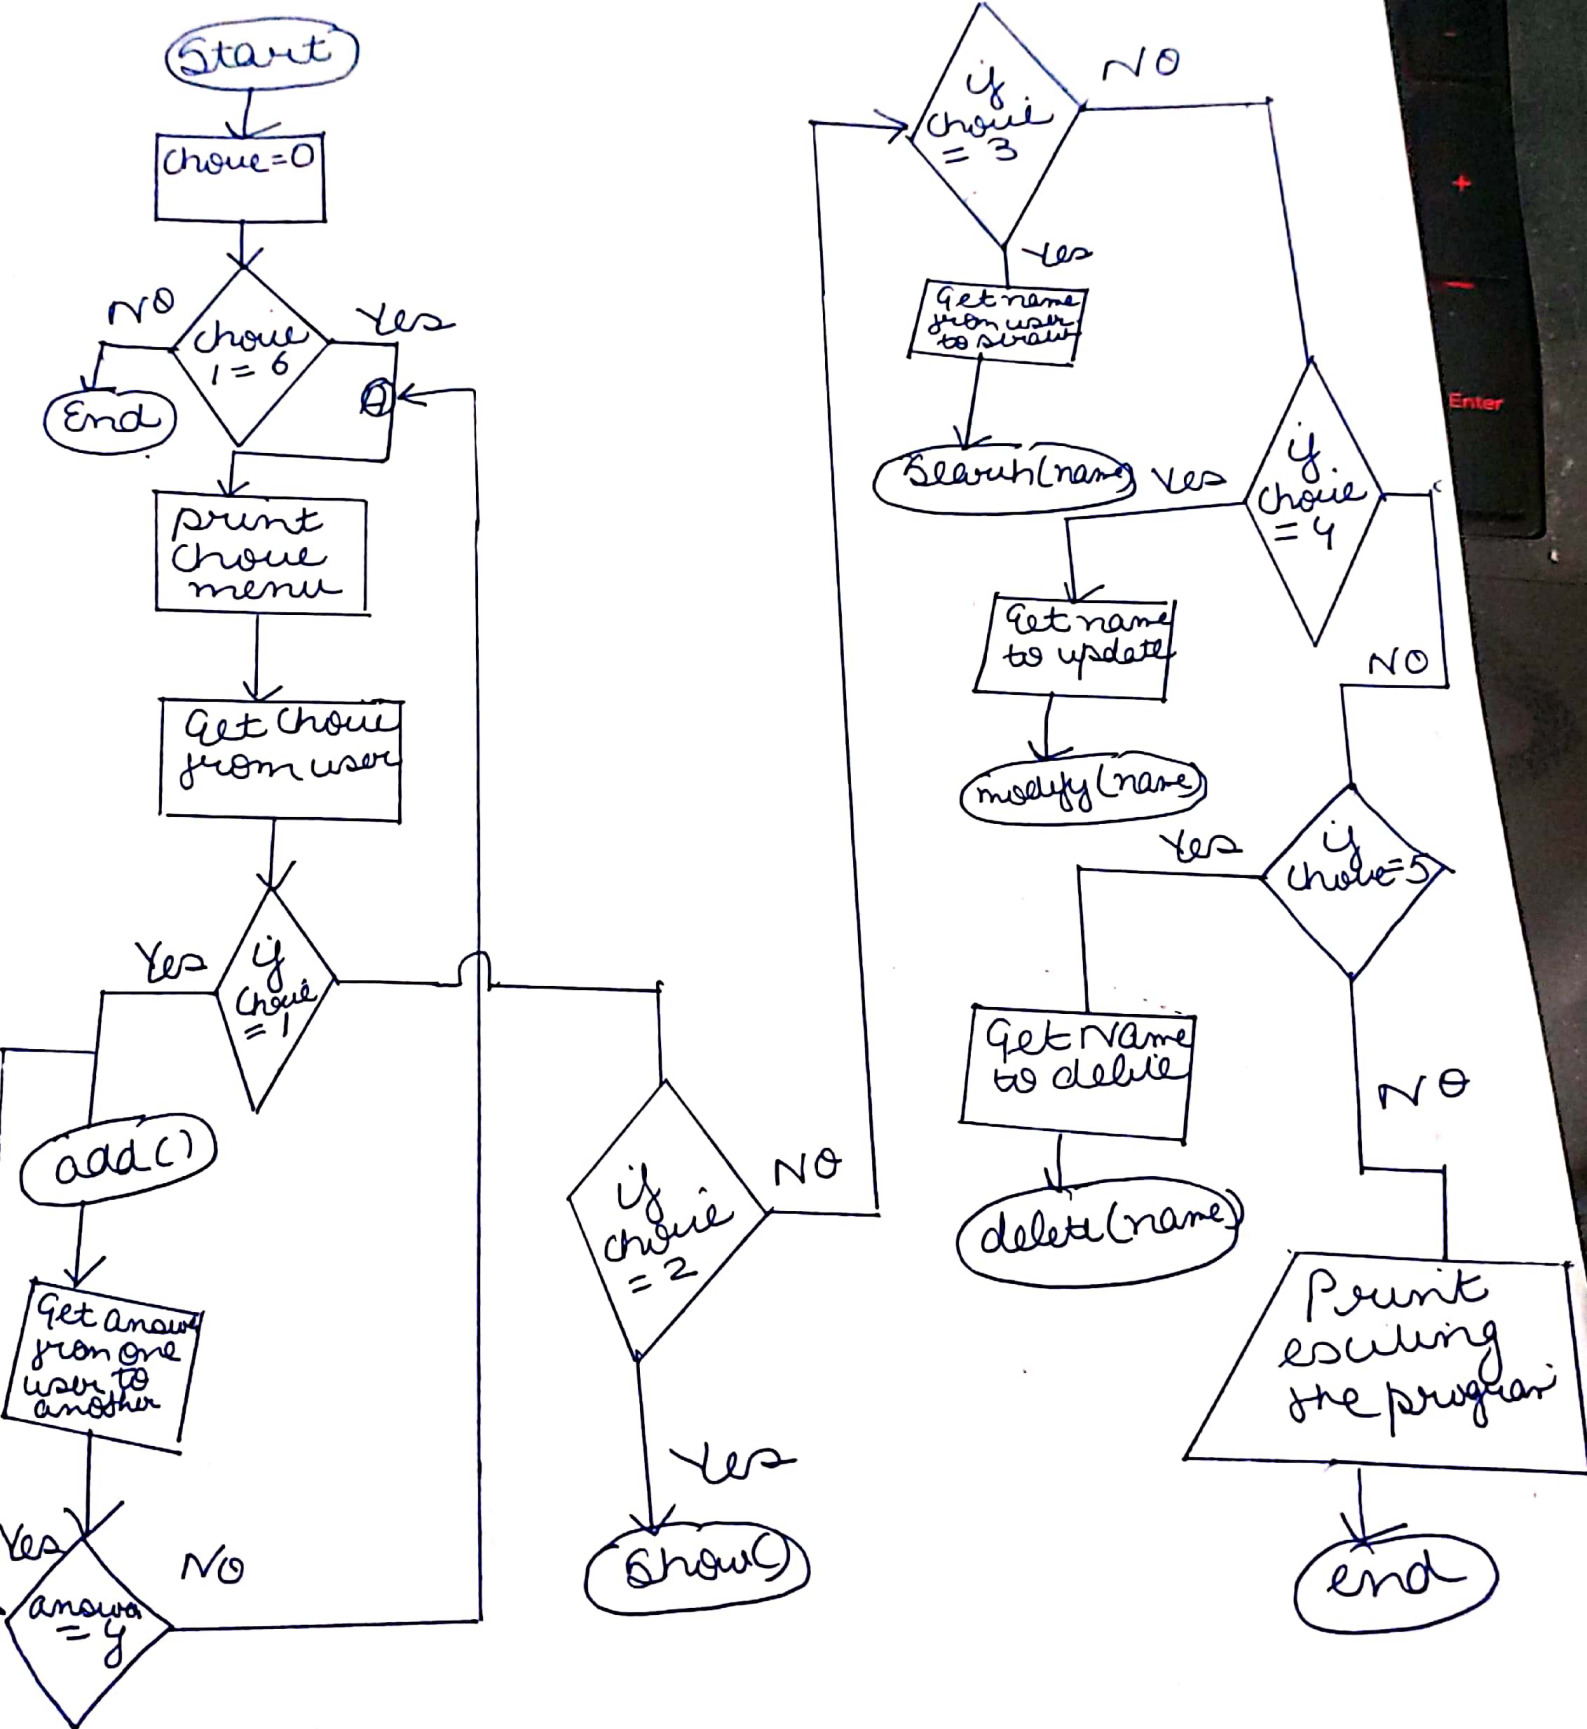 Start
Choice=0
NO
Yes
Choice
!=6
End
print
Choice
menu
Get Choice
from user
Yes
if
Choice
=1
add()
Get answer
from one
user to
another
Yes
NO
answer
=y
if
choice
=2
NO
Yes
Show()
if
Choice
=3
NO
Yes
Get name
from user
to search
Search(name)
Yes
if
Choice
=4
NO
Get name
to update
modify(name)
Yes
if
Choice=5
NO
Get Name
to delete
delete(name)
Print
exiting
the program
end
+
Enter